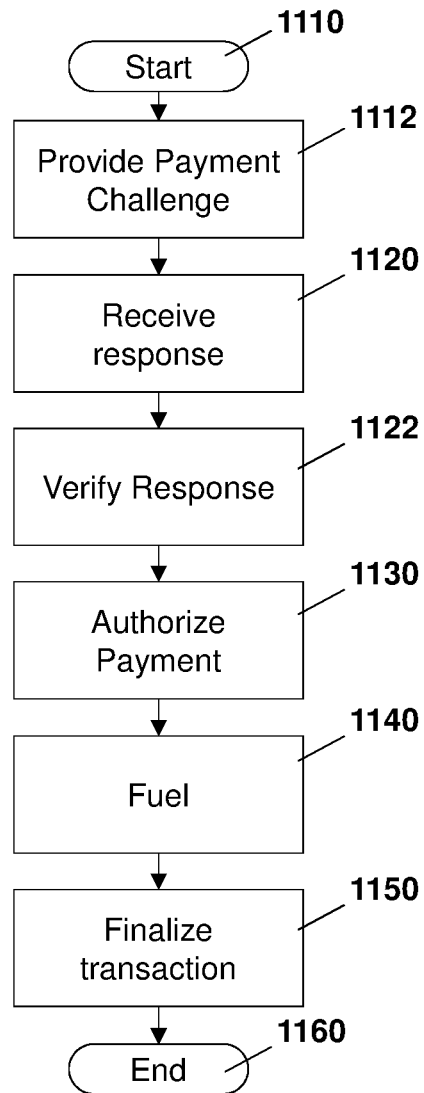 1110
Start
1112
Provide Payment
Challenge
1120
Receive
response
1122
Verify Response
1130
Authorize
Payment
1140
Fuel
1150
Finalize
transaction
1160
End